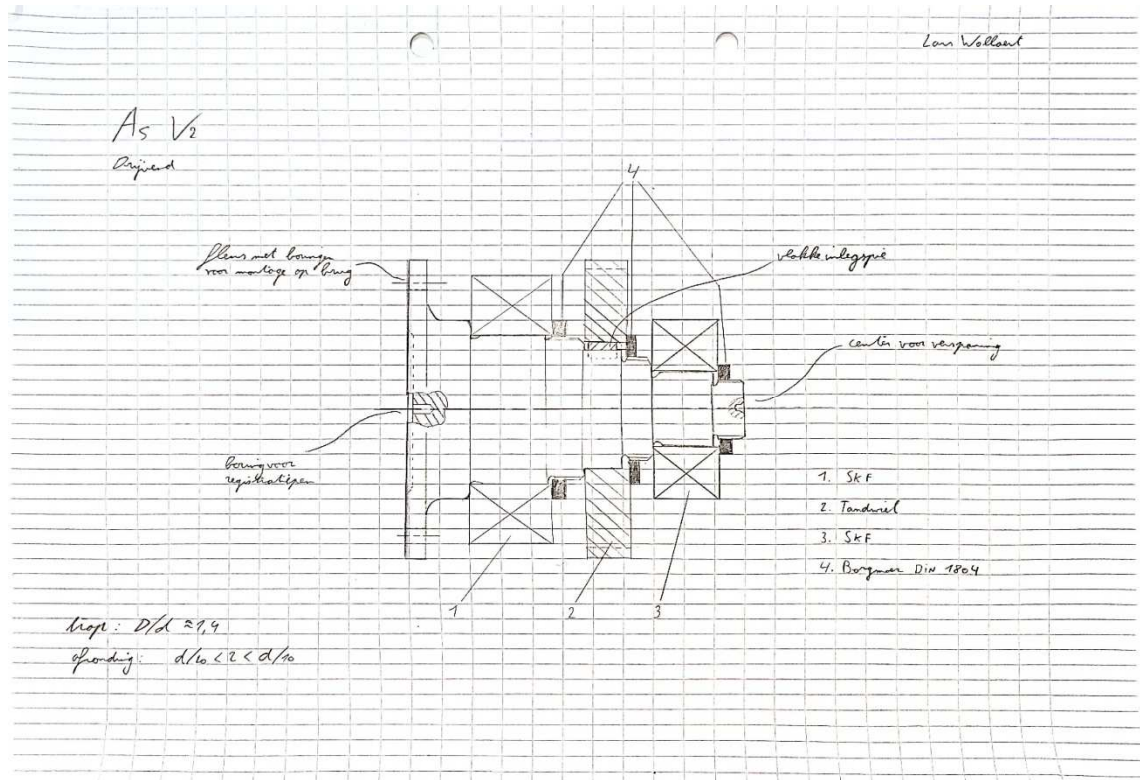 Lars Wollaert
As V2
Drijvend
4
flens met boringen
voor montage op brug
vlakke inlegspie
center voor verspaning
boring voor
registratiepen
1. SKF
2. Tandwiel
3. SKF
4. Borgmoer DIN 1804
1
2
3
trap: D/d ≈ 1,4
afronding: d/20 < r < d/10